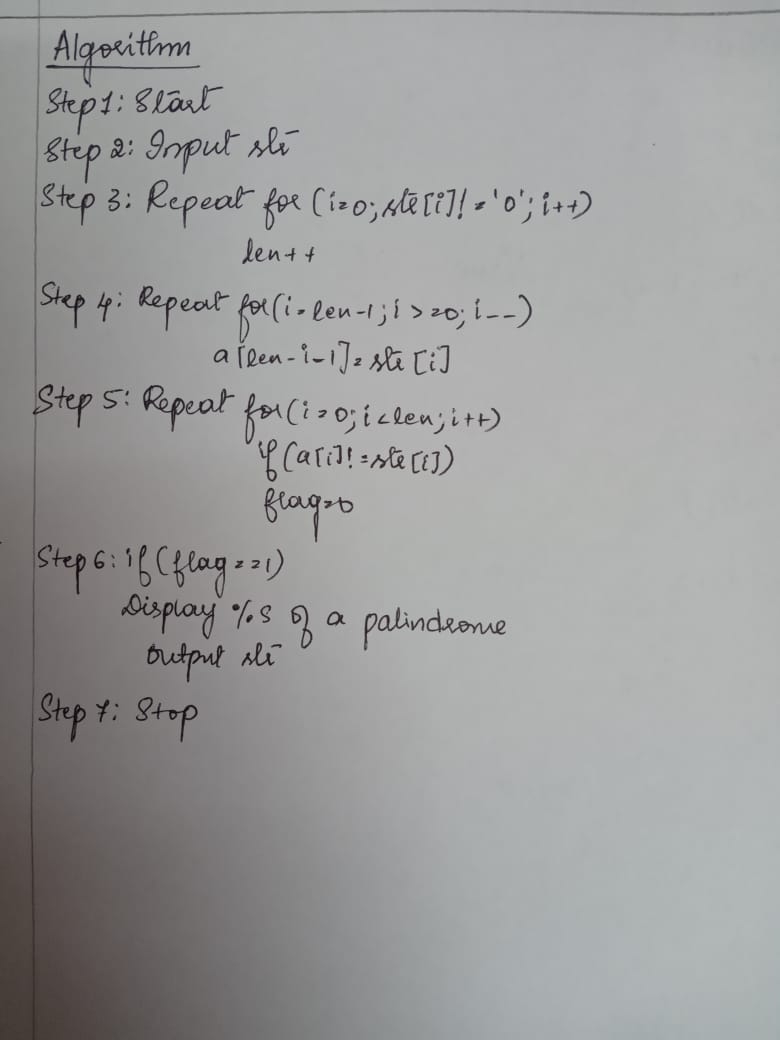 Algorithm
Step 1: Start
Step 2: Input str
Step 3: Repeat for (i=0; str[i]!='0'; i++)
len++
Step 4: Repeat for(i=len-1; i>=0; i--)
a[len-i-1]=str[i]
Step 5: Repeat for(i=0; i<len; i++)
if(a[i]!=str[i])
flag=0
Step 6: if(flag==1)
Display %s of a palindrome
Output str
Step 7: Stop